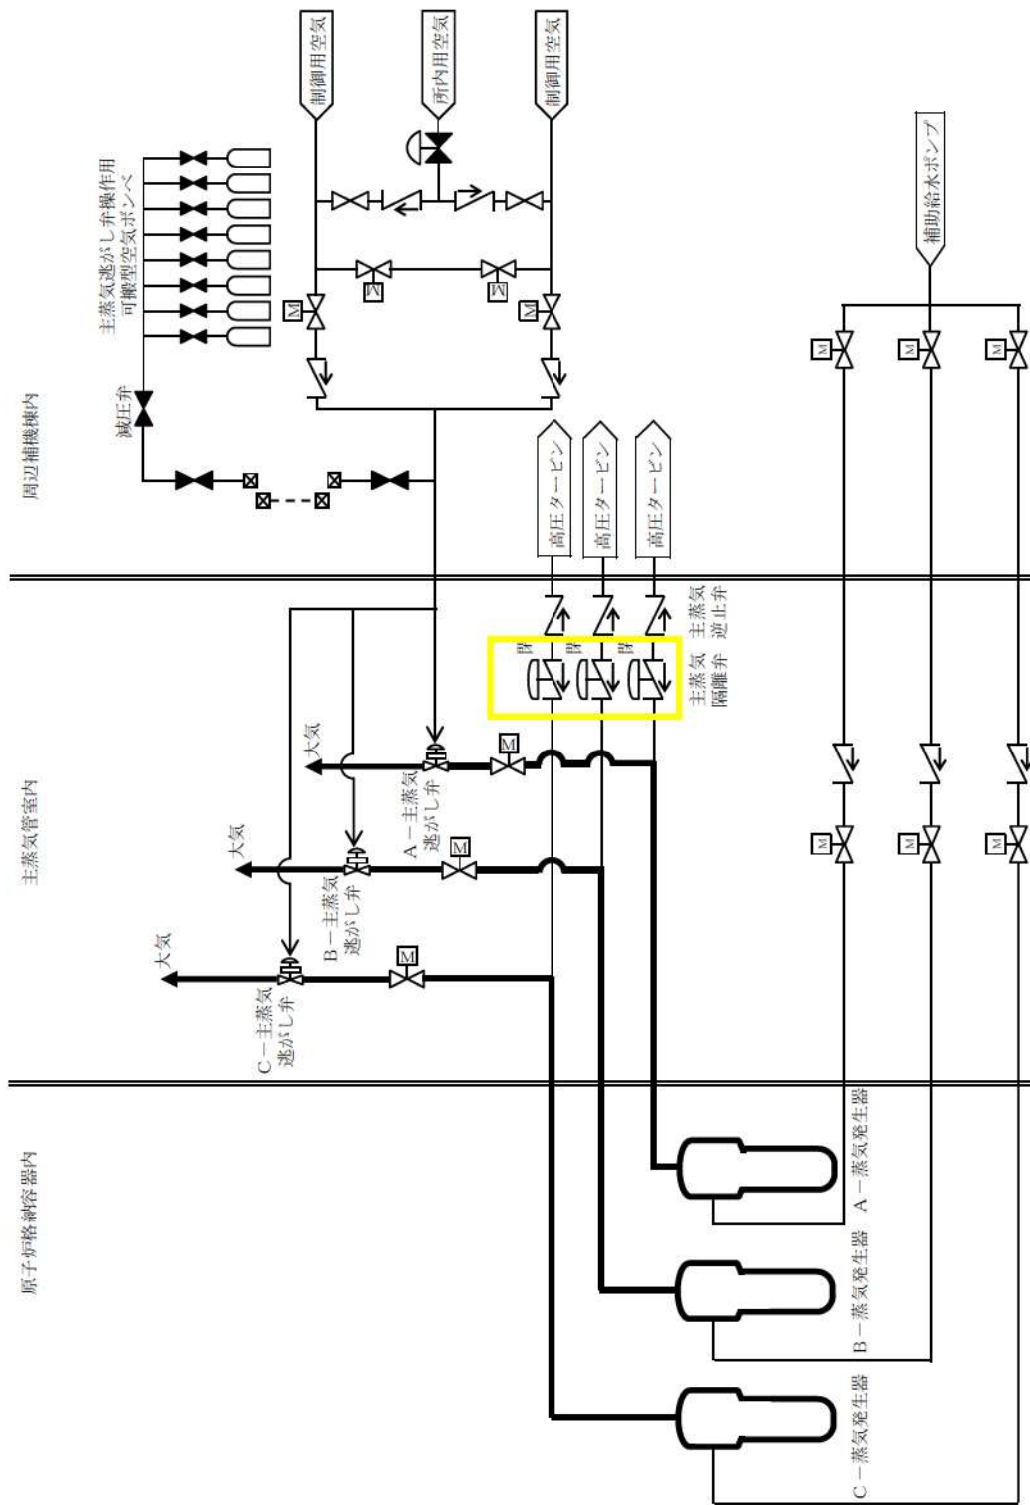 原子炉格納容器内
主蒸気管室内
周辺補機棟内
主蒸気逃がし弁操作用
可搬型空気ボンベ
減圧弁
制御用空気
所内用空気
制御用空気
M
M
M
M
高圧タービン
高圧タービン
高圧タービン
補助給水ポンプ
M
M
M
大気
大気
大気
C－主蒸気
逃がし弁
B－主蒸気
逃がし弁
A－主蒸気
逃がし弁
M
M
M
閉
閉
閉
主蒸気
隔離弁
主蒸気
逆止弁
M
M
M
C－蒸気発生器
B－蒸気発生器
A－蒸気発生器